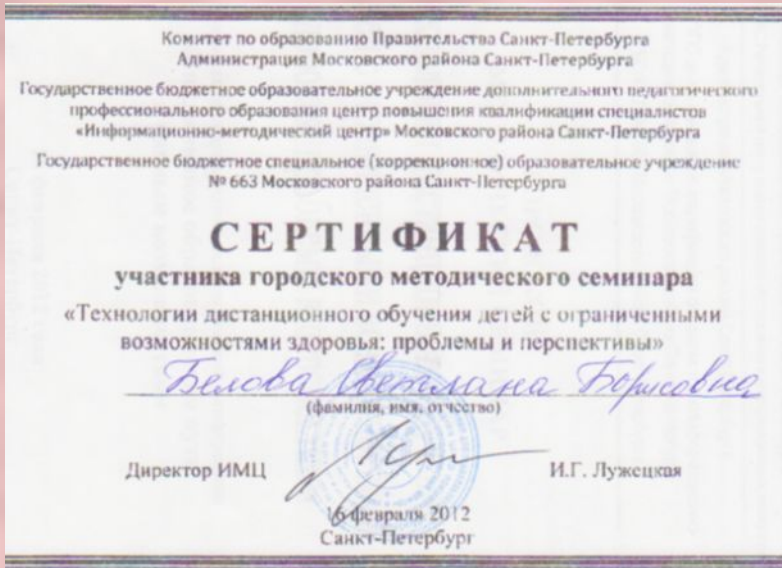 Комитет по образованию Правительства Санкт-Петербурга
Администрация Московского района Санкт-Петербурга
Государственное бюджетное образовательное учреждение дополнительного педагогического
профессионального образования центр повышения квалификации специалистов
«Информационно-методический центр» Московского района Санкт-Петербурга
Государственное бюджетное специальное (коррекционное) образовательное учреждение
№ 663 Московского района Санкт-Петербурга
СЕРТИФИКАТ
участника городского методического семинара
«Технологии дистанционного обучения детей с ограниченными
возможностями здоровья: проблемы и перспективы»
Белова Светлана Борисовна
(фамилия, имя, отчество)
Директор ИМЦ И.Г. Лужецкая
16 февраля 2012
Санкт-Петербург